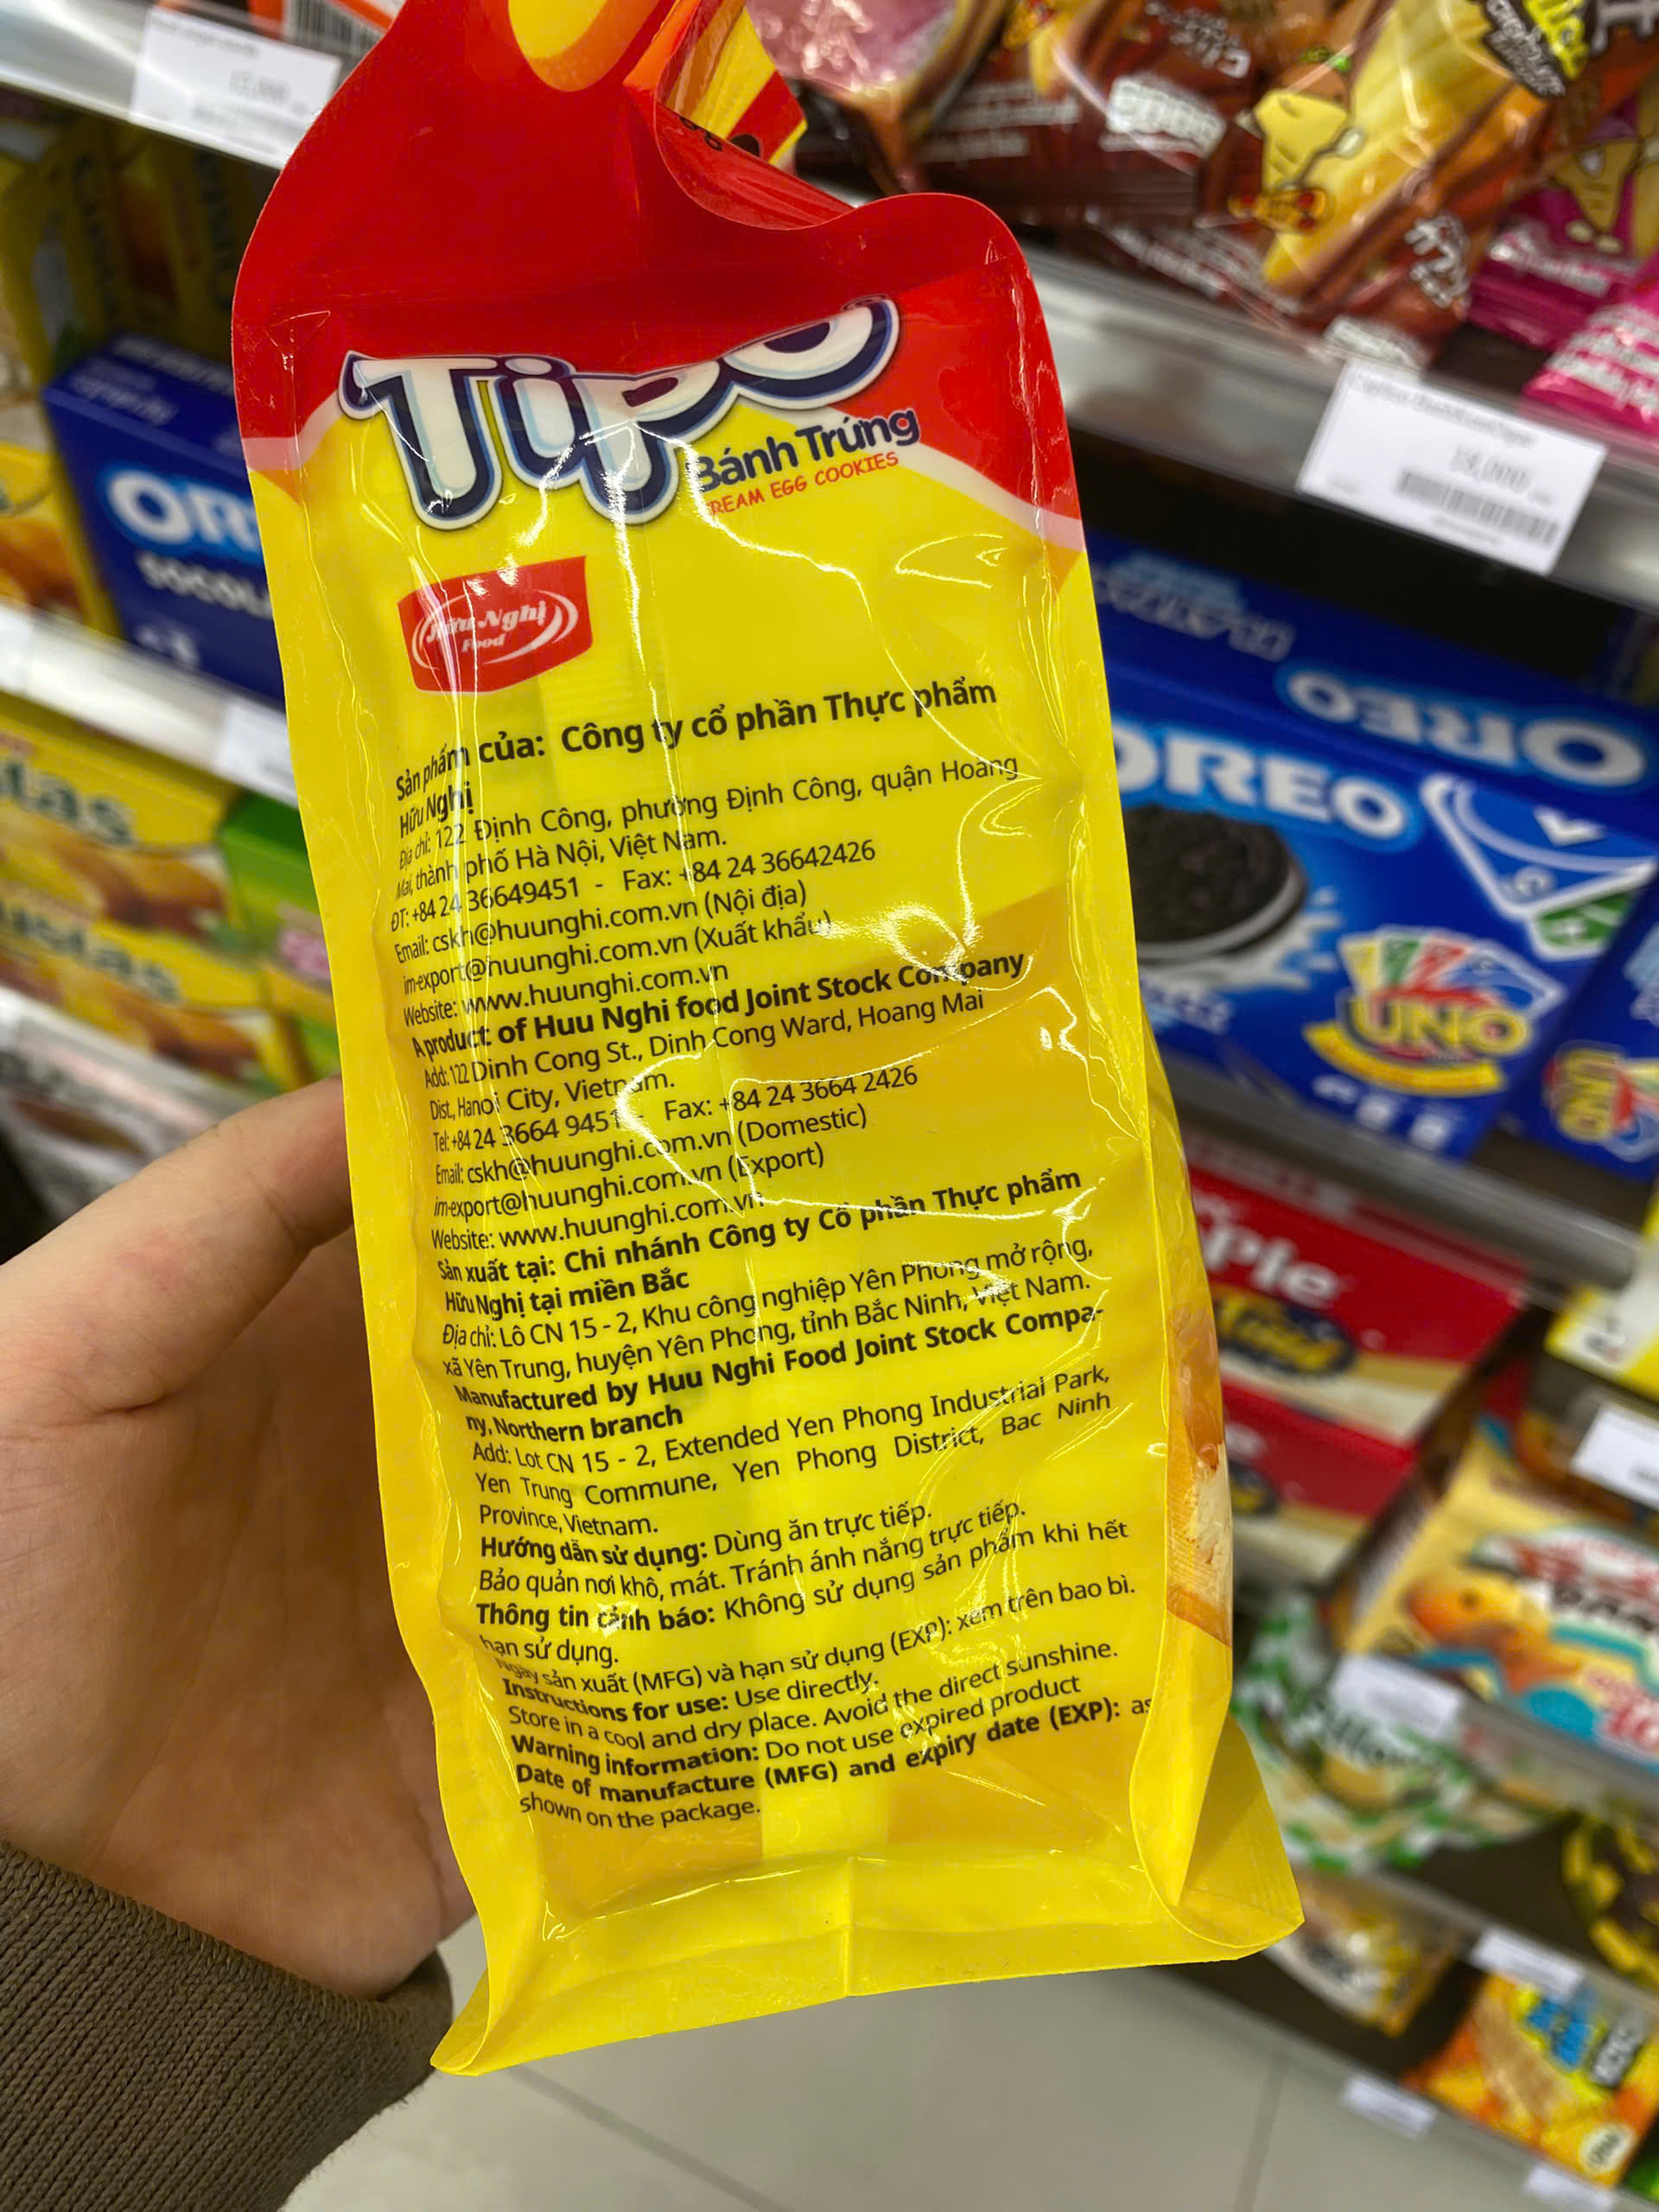 Tipo
Bánh Trứng
REAM EGG COOKIES
Hữu Nghị
Food
Sản phẩm của: Công ty cổ phần Thực phẩm
Hữu Nghị
Địa chỉ: 122 Định Công, phường Định Công, quận Hoàng
Mai, thành phố Hà Nội, Việt Nam.
ĐT: +84 24 36649451 - Fax: +84 24 36642426
Email: cskh@huunghi.com.vn (Nội địa)
im-export@huunghi.com.vn (Xuất khẩu)
Website: www.huunghi.com.vn
A product of Huu Nghi food Joint Stock Company
Add: 122 Dinh Cong St., Dinh Cong Ward, Hoang Mai
Dist., Hanoi City, Vietnam.
Tel: +84 24 3664 9451 - Fax: +84 24 3664 2426
Email: cskh@huunghi.com.vn (Domestic)
im-export@huunghi.com.vn (Export)
Website: www.huunghi.com.vn
Sản xuất tại: Chi nhánh Công ty Cổ phần Thực phẩm
Hữu Nghị tại miền Bắc
Địa chỉ: Lô CN 15 - 2, Khu công nghiệp Yên Phong mở rộng,
xã Yên Trung, huyện Yên Phong, tỉnh Bắc Ninh, Việt Nam.
Manufactured by Huu Nghi Food Joint Stock Compa-
ny, Northern branch
Add: Lot CN 15 - 2, Extended Yen Phong Industrial Park,
Yen Trung Commune, Yen Phong District, Bac Ninh
Province, Vietnam.
Hướng dẫn sử dụng: Dùng ăn trực tiếp.
Bảo quản nơi khô, mát. Tránh ánh nắng trực tiếp.
Thông tin cảnh báo: Không sử dụng sản phẩm khi hết
hạn sử dụng.
Ngày sản xuất (MFG) và hạn sử dụng (EXP): xem trên bao bì.
Instructions for use: Use directly.
Store in a cool and dry place. Avoid the direct sunshine.
Warning information: Do not use expired product
Date of manufacture (MFG) and expiry date (EXP): as
shown on the package.
OREO
OREO
UNO
18,000